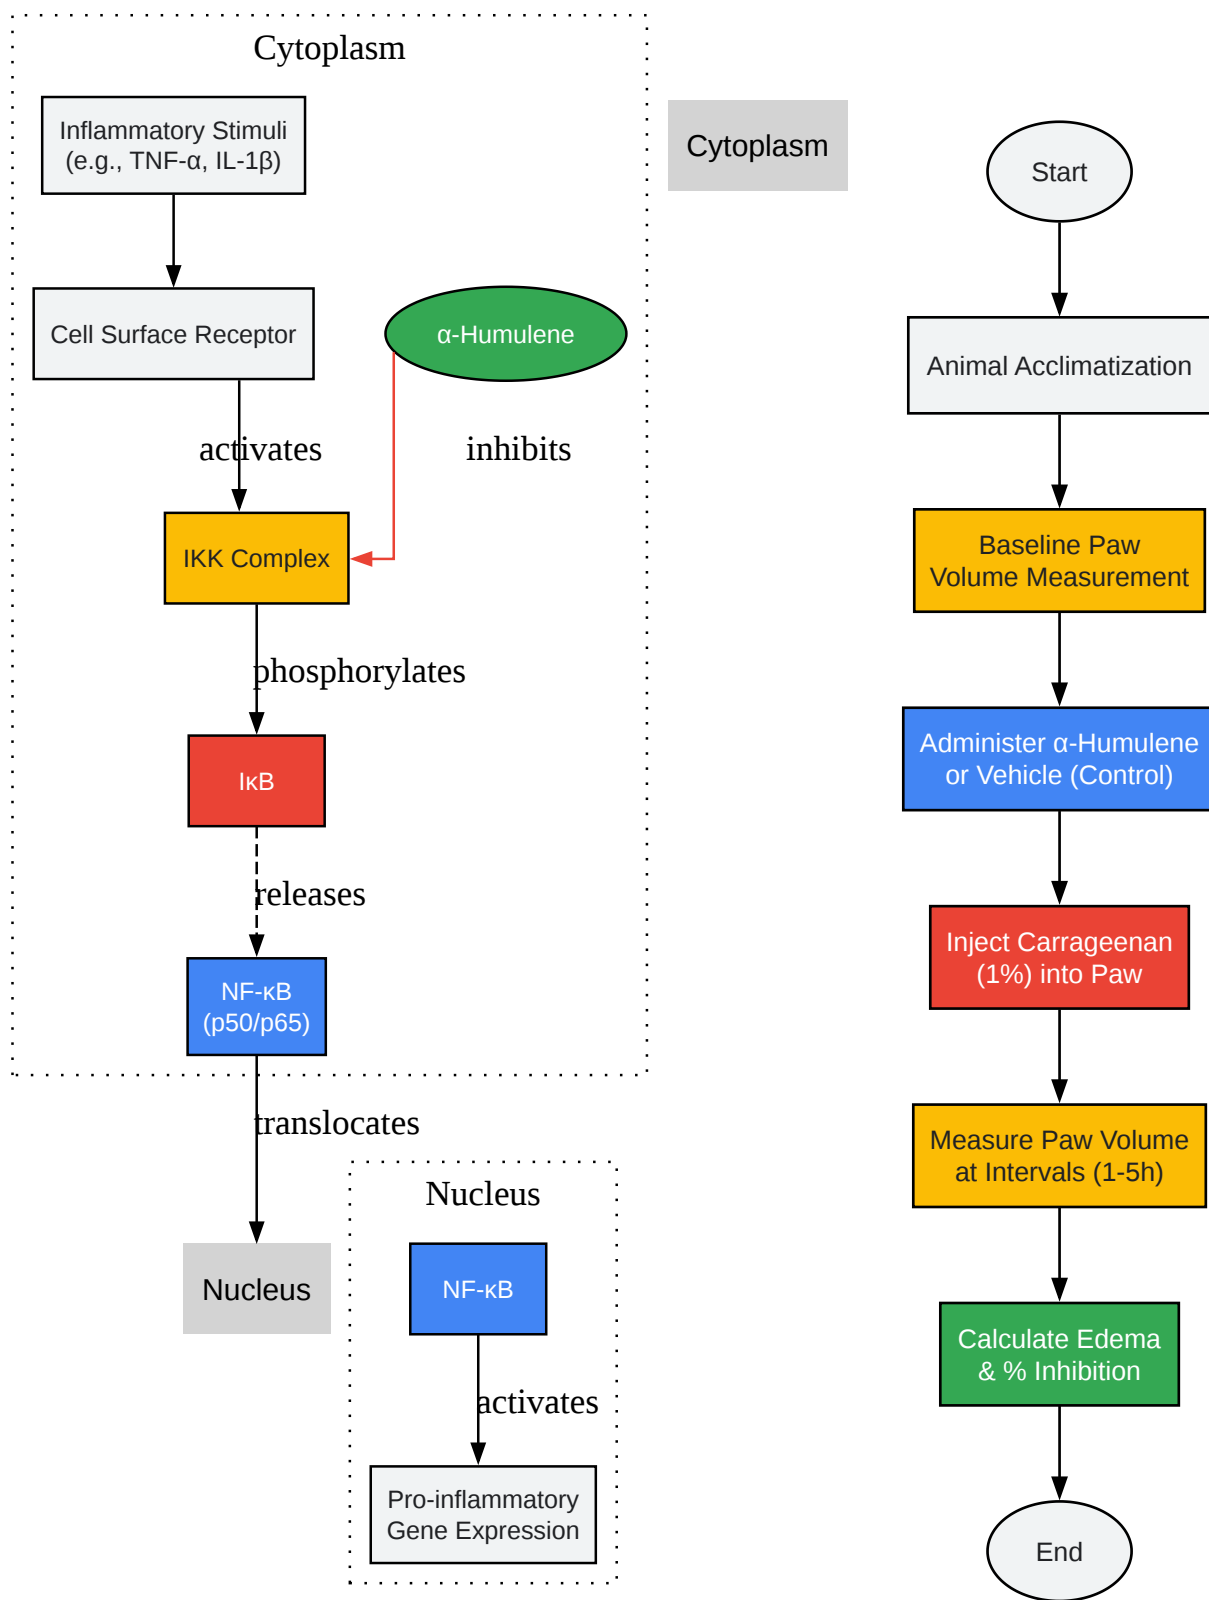 Cytoplasm
Inflammatory Stimuli
(e.g., TNF-α, IL-1β)
Cell Surface Receptor
α-Humulene
activates
inhibits
IKK Complex
phosphorylates
IκB
releases
NF-κB
(p50/p65)
translocates
Nucleus
Nucleus
NF-κB
activates
Pro-inflammatory
Gene Expression
Cytoplasm
Start
Animal Acclimatization
Baseline Paw
Volume Measurement
Administer α-Humulene
or Vehicle (Control)
Inject Carrageenan
(1%) into Paw
Measure Paw Volume
at Intervals (1-5h)
Calculate Edema
& % Inhibition
End